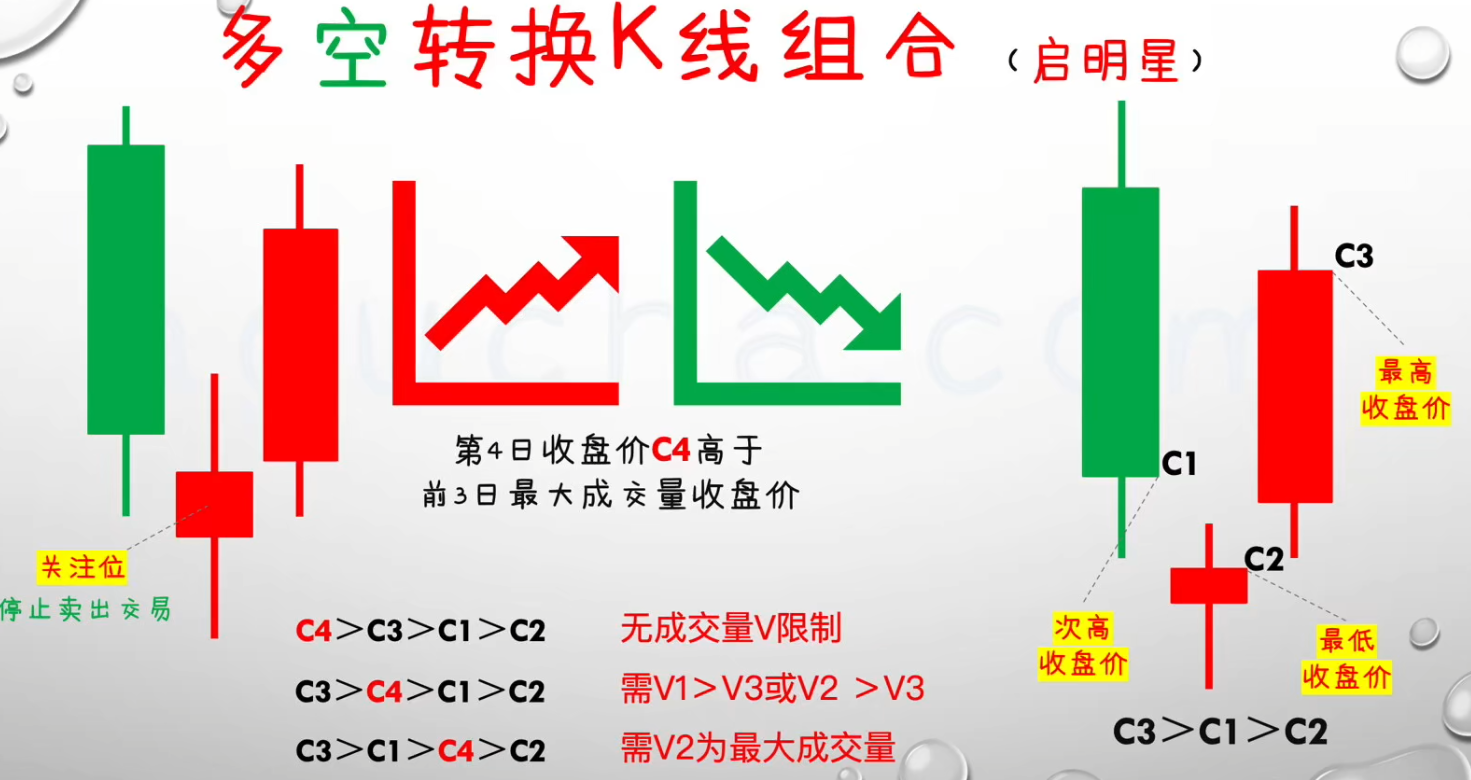 多空转换K线组合（启明星）
C3
最高
收盘价
第4日收盘价C4高于
前3日最大成交量收盘价
C1
关注位
停止卖出交易
C2
C4＞C3＞C1＞C2 无成交量V限制
次高
收盘价
最低
收盘价
C3＞C4＞C1＞C2 需V1＞V3或V2 ＞V3
C3＞C1＞C2
C3＞C1＞C4＞C2 需V2为最大成交量